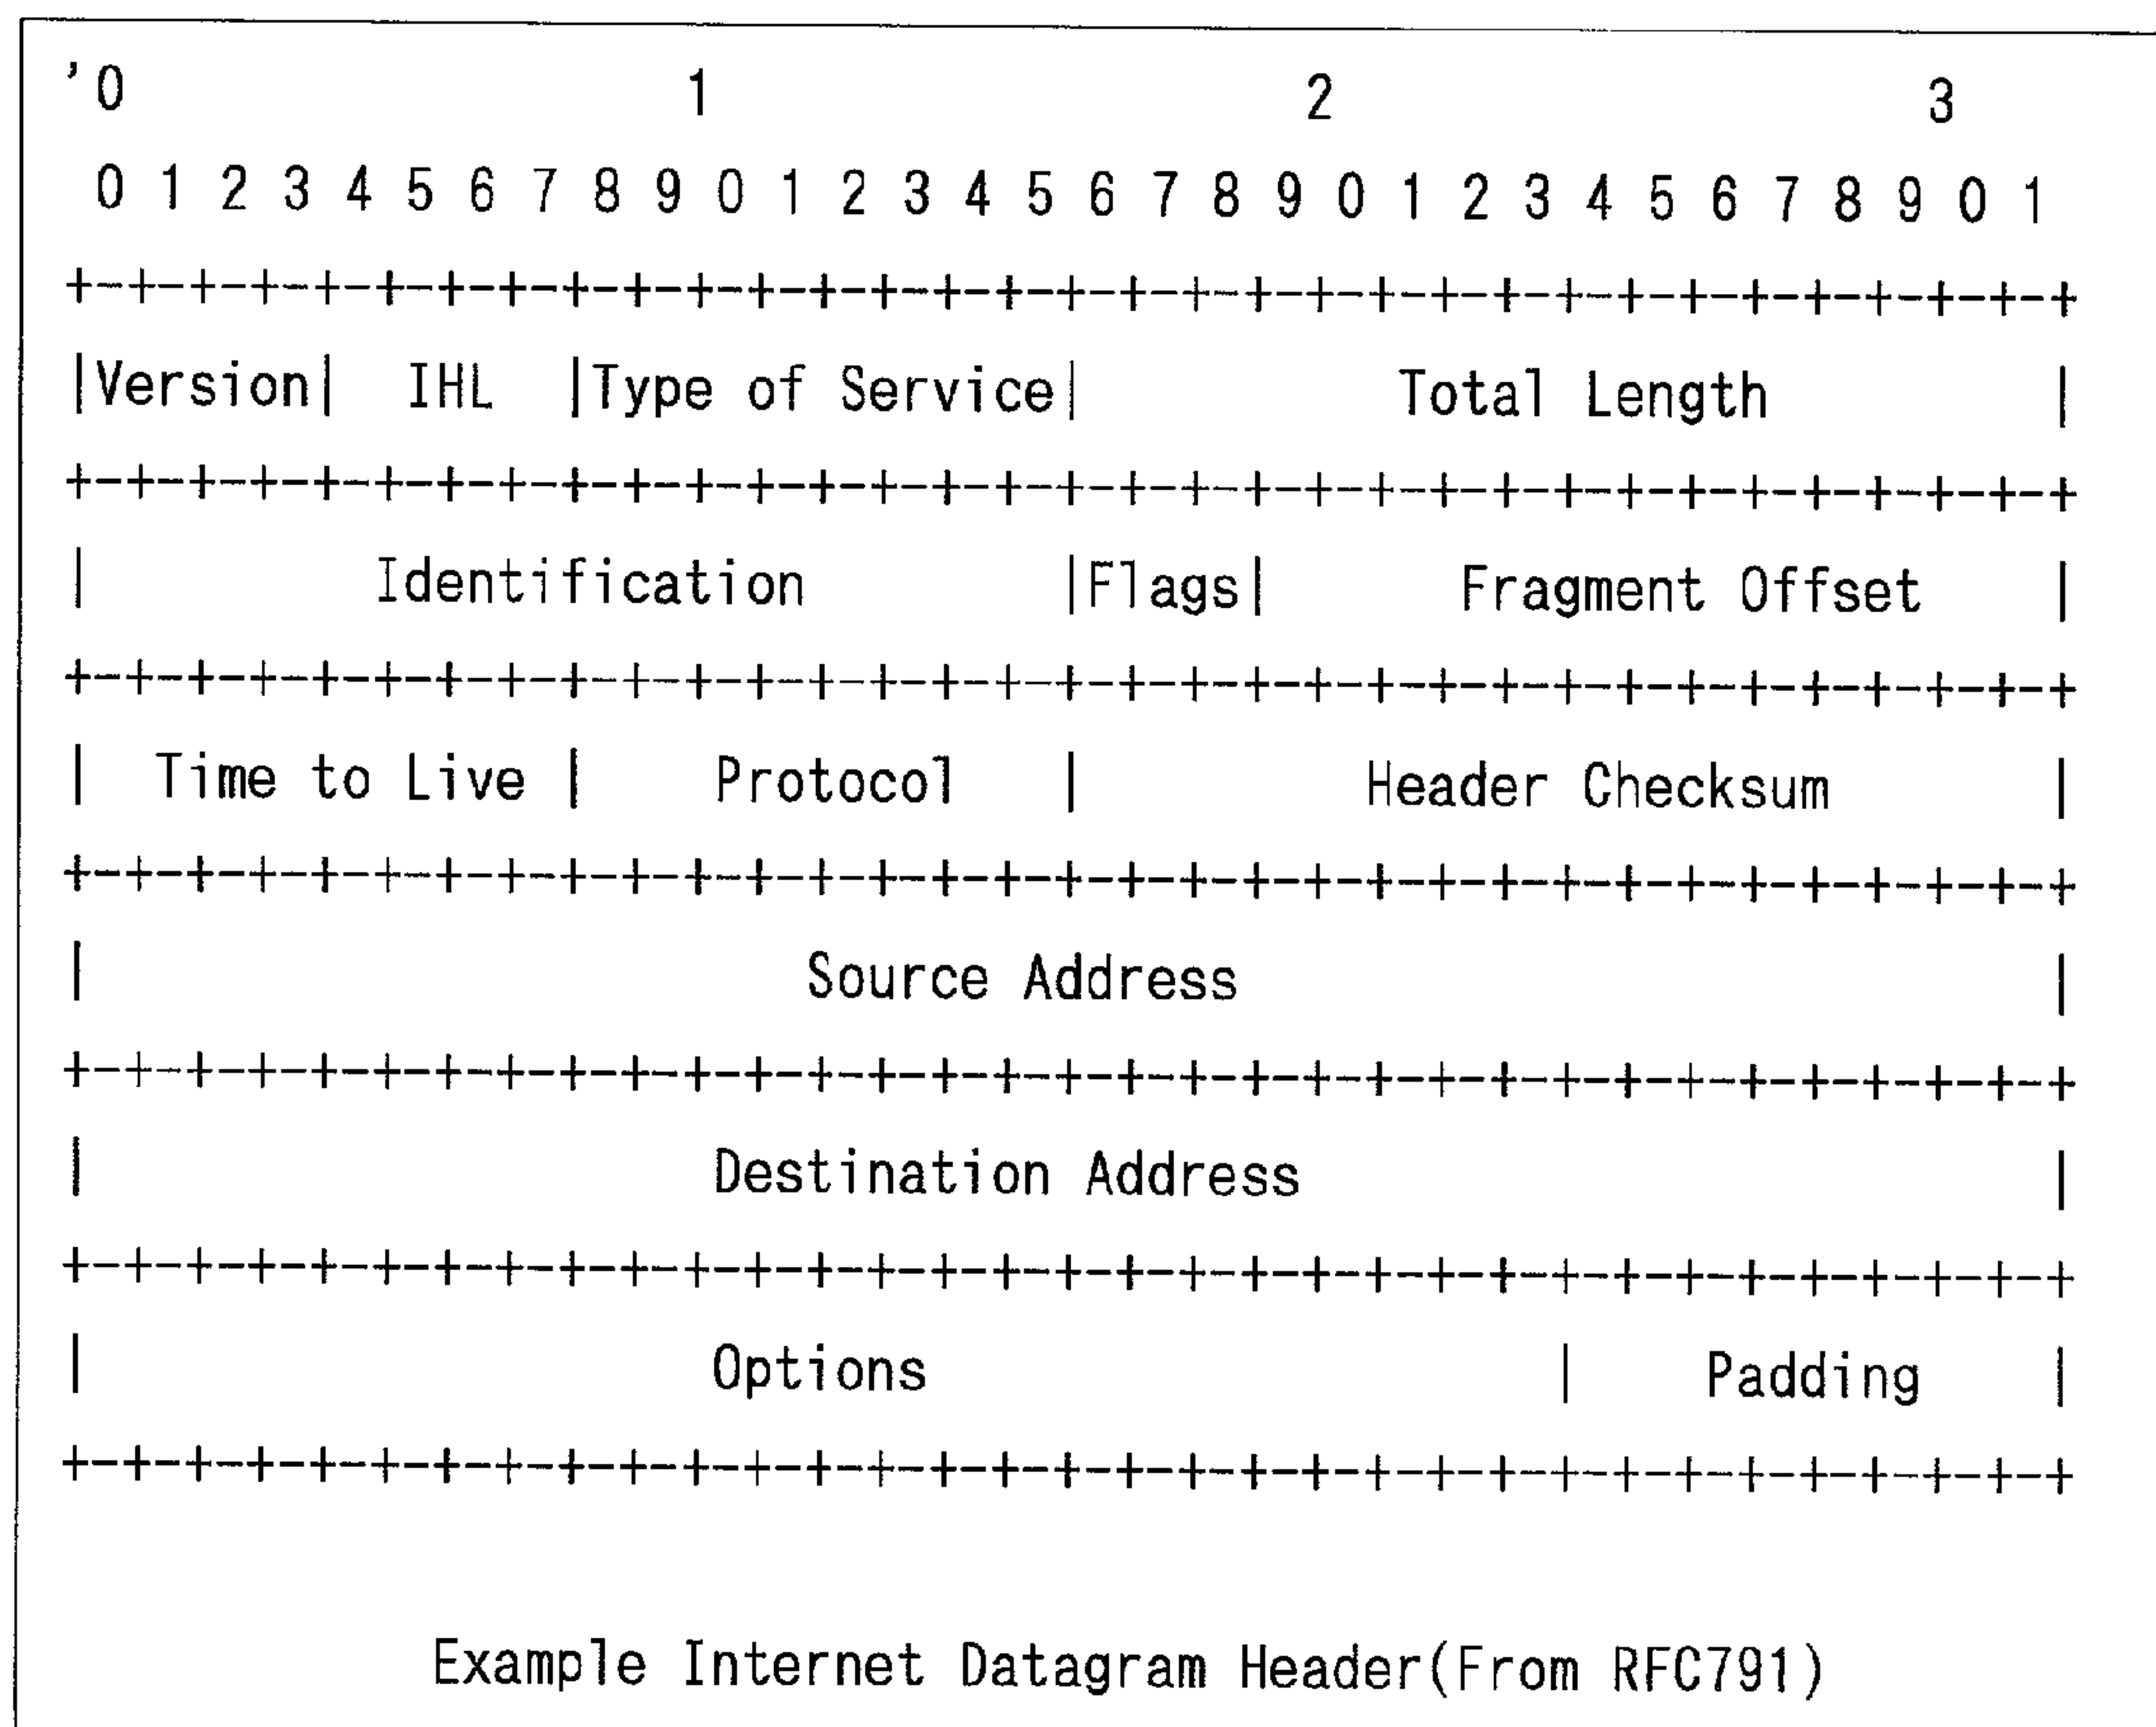 '0                   1                   2                   3
 0 1 2 3 4 5 6 7 8 9 0 1 2 3 4 5 6 7 8 9 0 1 2 3 4 5 6 7 8 9 0 1
+-+-+-+-+-+-+-+-+-+-+-+-+-+-+-+-+-+-+-+-+-+-+-+-+-+-+-+-+-+-+-+-+
|Version|  IHL  |Type of Service|          Total Length         |
+-+-+-+-+-+-+-+-+-+-+-+-+-+-+-+-+-+-+-+-+-+-+-+-+-+-+-+-+-+-+-+-+
|         Identification        |Flags|      Fragment Offset    |
+-+-+-+-+-+-+-+-+-+-+-+-+-+-+-+-+-+-+-+-+-+-+-+-+-+-+-+-+-+-+-+-+
|  Time to Live |    Protocol   |         Header Checksum       |
+-+-+-+-+-+-+-+-+-+-+-+-+-+-+-+-+-+-+-+-+-+-+-+-+-+-+-+-+-+-+-+-+
|                       Source Address                          |
+-+-+-+-+-+-+-+-+-+-+-+-+-+-+-+-+-+-+-+-+-+-+-+-+-+-+-+-+-+-+-+-+
|                    Destination Address                        |
+-+-+-+-+-+-+-+-+-+-+-+-+-+-+-+-+-+-+-+-+-+-+-+-+-+-+-+-+-+-+-+-+
|                    Options                    |    Padding    |
+-+-+-+-+-+-+-+-+-+-+-+-+-+-+-+-+-+-+-+-+-+-+-+-+-+-+-+-+-+-+-+-+
Example Internet Datagram Header(From RFC791)